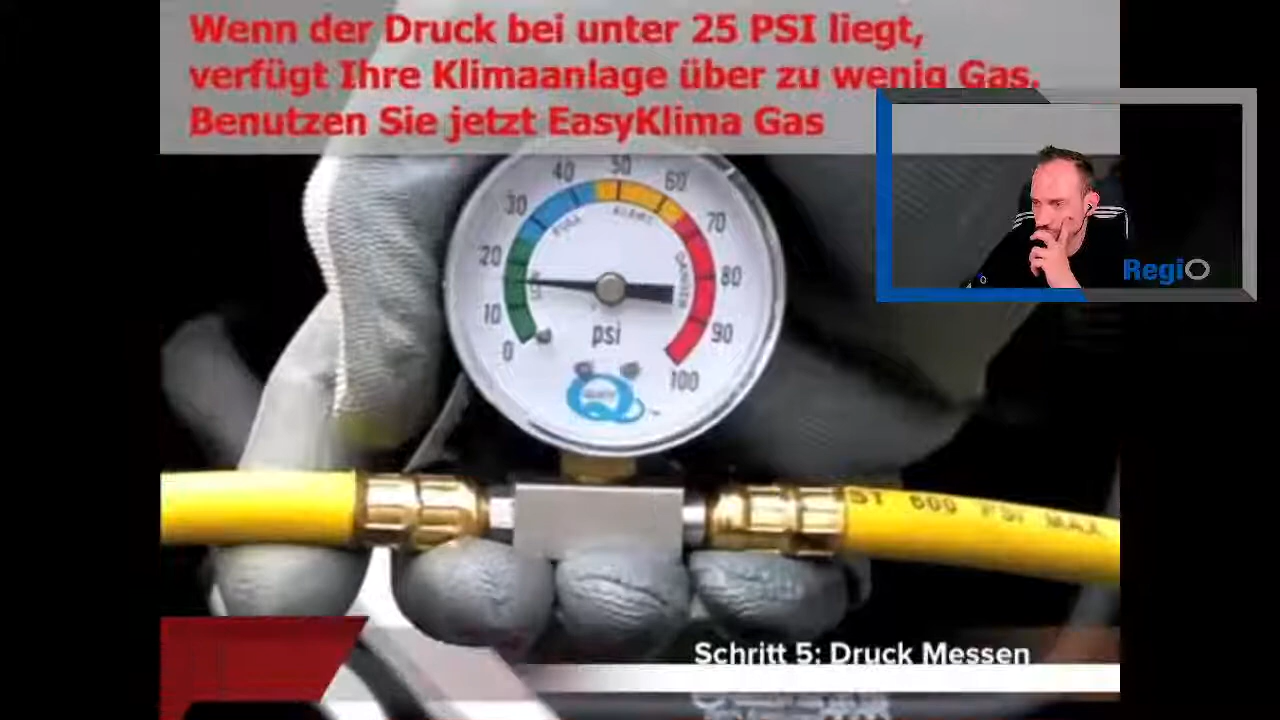 Wenn der Druck bei unter 25 PSI liegt,
verfügt Ihre Klimaanlage über zu wenig Gas.
Benutzen Sie jetzt EasyKlima Gas
50
40
60
30
70
20
80
10
90
0
100
LOW
DANGER
psi
RegiO
600 PSI MAX
Schritt 5: Druck Messen